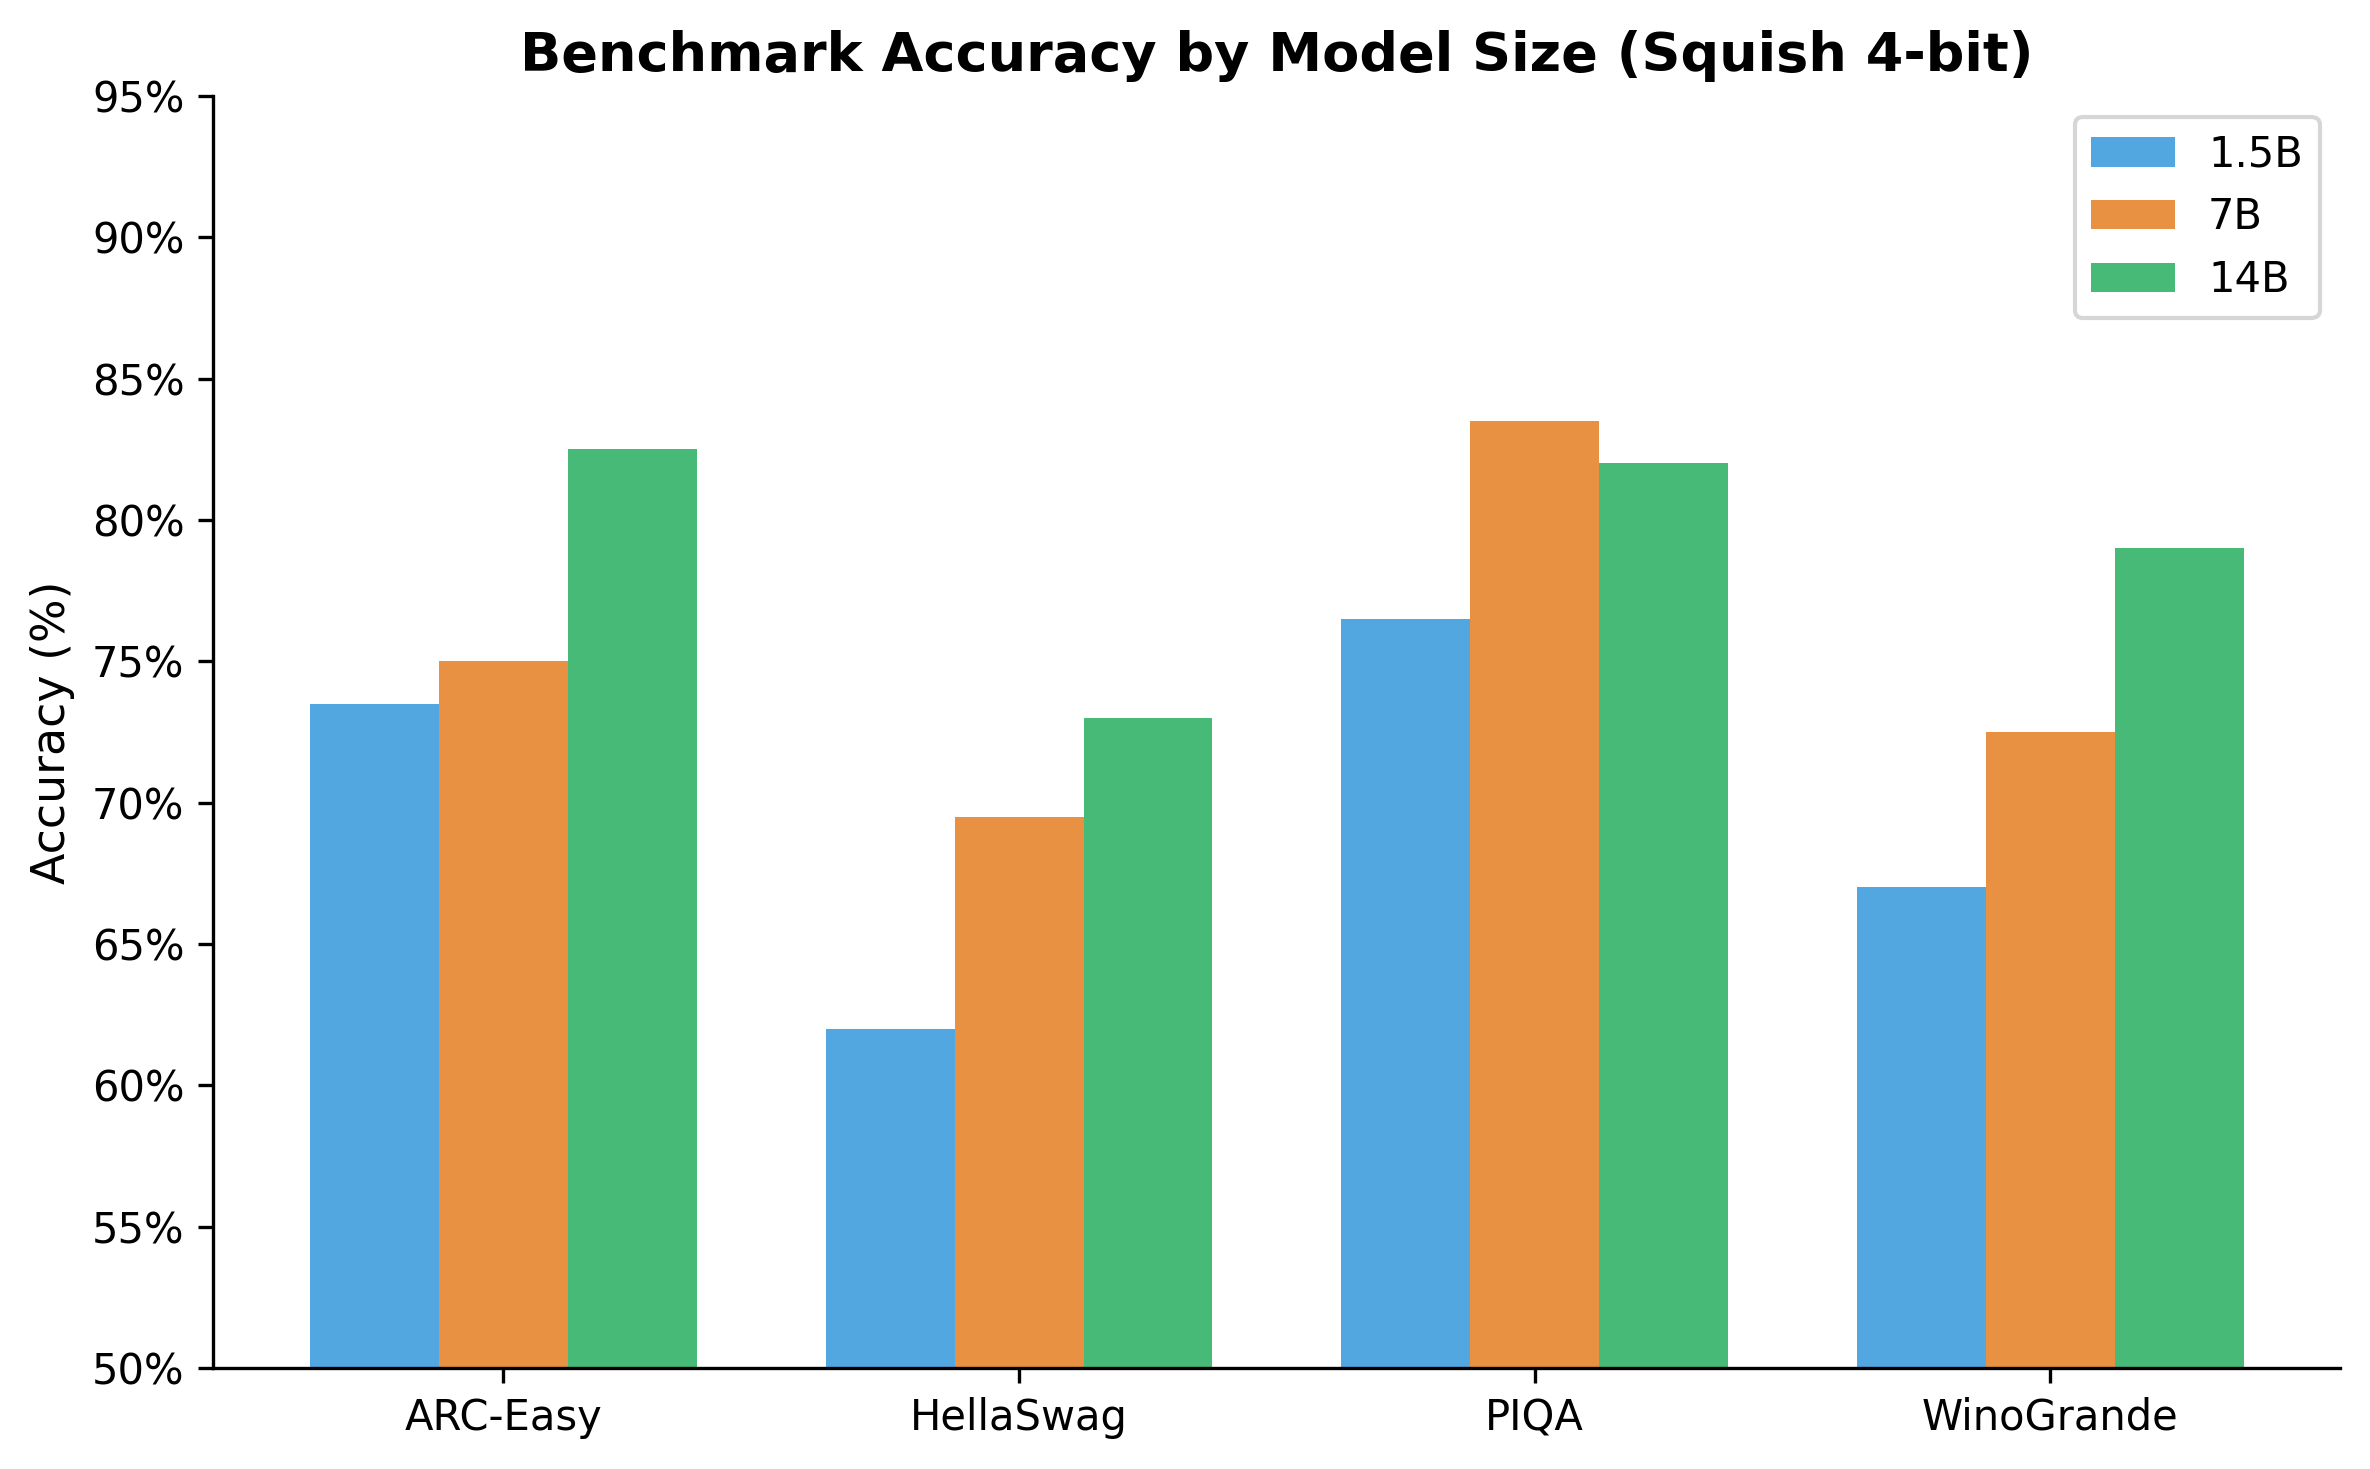 Benchmark Accuracy by Model Size (Squish 4-bit)
95%
90%
85%
80%
75%
70%
65%
60%
55%
50%
Accuracy (%)
1.5B
7B
14B
ARC-Easy
HellaSwag
PIQA
WinoGrande